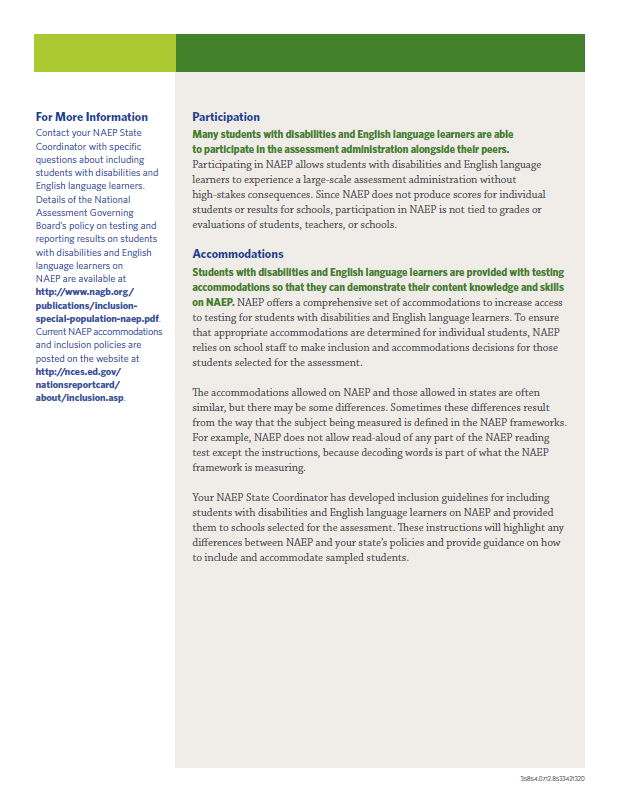 For More Information
Contact your NAEP State
Coordinator with specific
questions about including
students with disabilities and
English language learners.
Details of the National
Assessment Governing
Board's policy on testing and
reporting results on students
with disabilities and English
language learners on
NAEP are available at
http://www.nagb.org/
publications/inclusion-
special-population-naep.pdf.
Current NAEP accommodations
and inclusion policies are
posted on the website at
http://nces.ed.gov/
nationsreportcard/
about/inclusion.asp.
Participation
Many students with disabilities and English language learners are able
to participate in the assessment administration alongside their peers.
Participating in NAEP allows students with disabilities and English language
learners to experience a large-scale assessment administration without
high-stakes consequences. Since NAEP does not produce scores for individual
students or results for schools, participation in NAEP is not tied to grades or
evaluations of students, teachers, or schools.
Accommodations
Students with disabilities and English language learners are provided with testing
accommodations so that they can demonstrate their content knowledge and skills
on NAEP. NAEP offers a comprehensive set of accommodations to increase access
to testing for students with disabilities and English language learners. To ensure
that appropriate accommodations are determined for individual students, NAEP
relies on school staff to make inclusion and accommodations decisions for those
students selected for the assessment.
The accommodations allowed on NAEP and those allowed in states are often
similar, but there may be some differences. Sometimes these differences result
from the way that the subject being measured is defined in the NAEP frameworks.
For example, NAEP does not allow read-aloud of any part of the NAEP reading
test except the instructions, because decoding words is part of what the NAEP
framework is measuring.
Your NAEP State Coordinator has developed inclusion guidelines for including
students with disabilities and English language learners on NAEP and provided
them to schools selected for the assessment. These instructions will highlight any
differences between NAEP and your state's policies and provide guidance on how
to include and accommodate sampled students.
35854.0712.8533421320